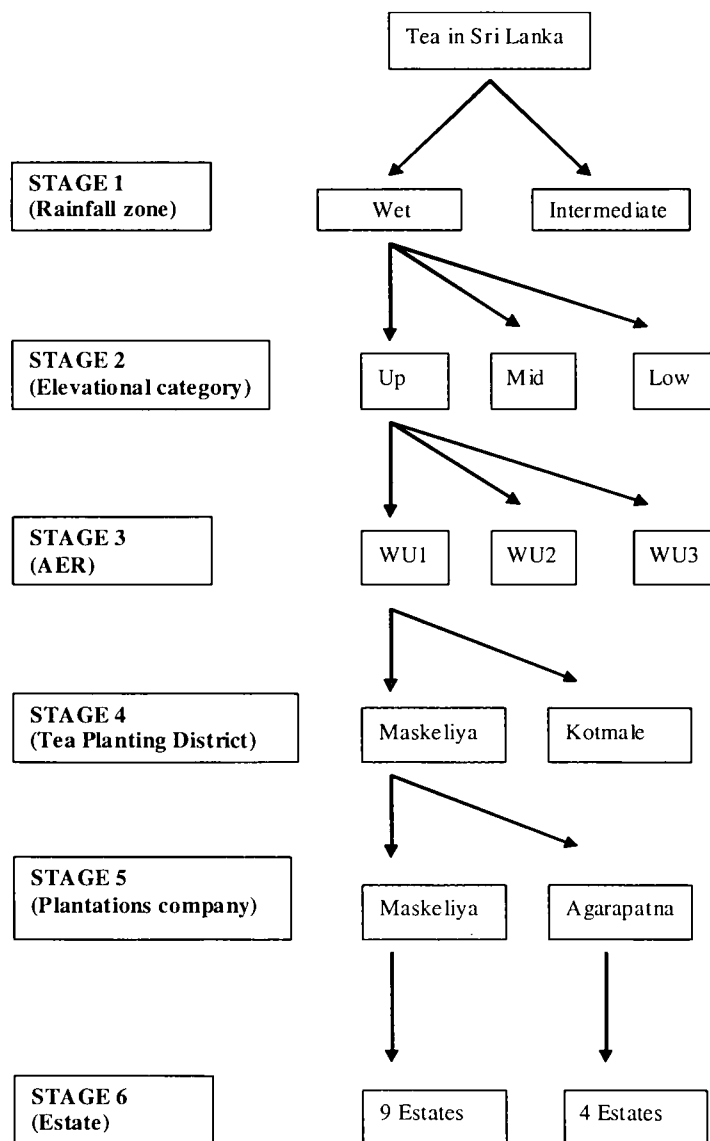 Tea in Sri Lanka
STAGE 1
(Rainfall zone)
Wet
Intermediate
STAGE 2
(Elevational category)
Up
Mid
Low
STAGE 3
(AER)
WU1
WU2
WU3
STAGE 4
(Tea Planting District)
Maskeliya
Kotmale
STAGE 5
(Plantations company)
Maskeliya
Agarapatna
STAGE 6
(Estate)
9 Estates
4 Estates